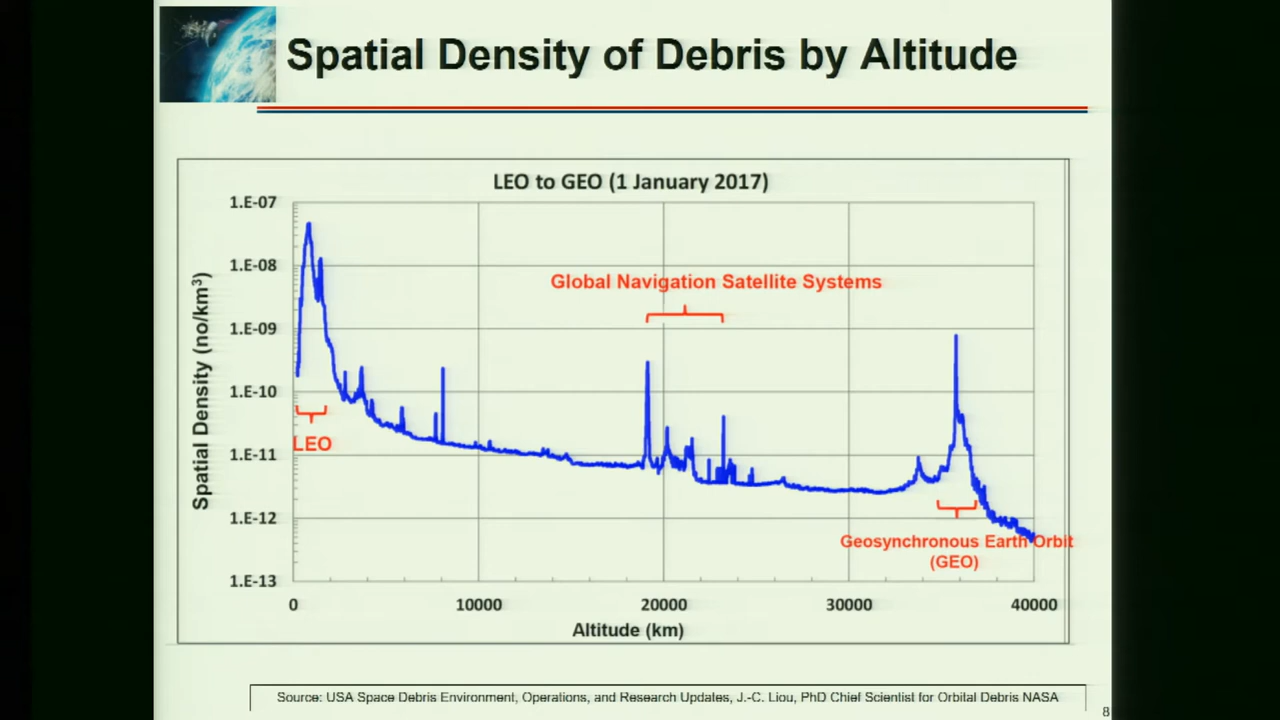 Spatial Density of Debris by Altitude
LEO to GEO (1 January 2017)
Spatial Density (no/km³)
1.E-07
1.E-08
1.E-09
1.E-10
1.E-11
1.E-12
1.E-13
Global Navigation Satellite Systems
LEO
Geosynchronous Earth Orbit
(GEO)
0 10000 20000 30000 40000
Altitude (km)
Source: USA Space Debris Environment, Operations, and Research Updates, J.-C. Liou, PhD Chief Scientist for Orbital Debris NASA
8